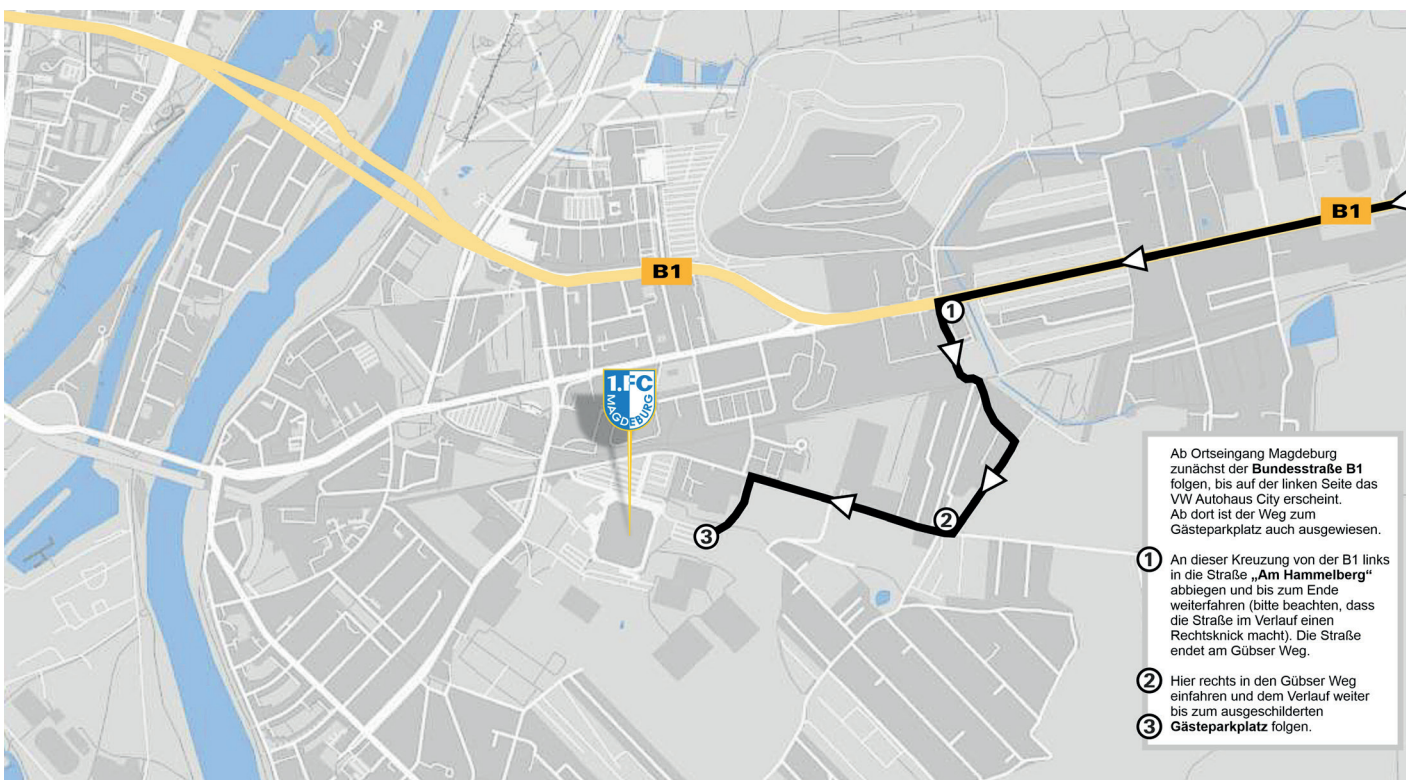 B1
B1
1.FC
MAGDEBURG
1
2
3
Ab Ortseingang Magdeburg
zunächst der Bundesstraße B1
folgen, bis auf der linken Seite das
VW Autohaus City erscheint.
Ab dort ist der Weg zum
Gästeparkplatz auch ausgewiesen.
1 An dieser Kreuzung von der B1 links
in die Straße „Am Hammelberg“
abbiegen und bis zum Ende
weiterfahren (bitte beachten, dass
die Straße im Verlauf einen
Rechtsknick macht). Die Straße
endet am Gübser Weg.
2 Hier rechts in den Gübser Weg
einfahren und dem Verlauf weiter
bis zum ausgeschilderten
3 Gästeparkplatz folgen.